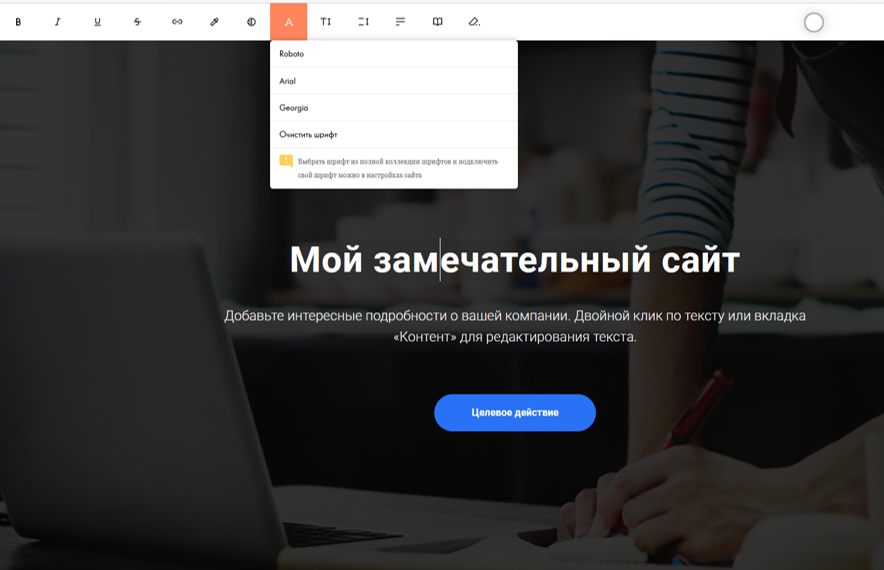 B I U S A TI I
Roboto
Arial
Georgia
Очистить шрифт
! Выбрать шрифт из полной коллекции шрифтов и подключить
свой шрифт можно в настройках сайта
Мой замечательный сайт
Добавьте интересные подробности о вашей компании. Двойной клик по тексту или вкладка
«Контент» для редактирования текста.
Целевое действие